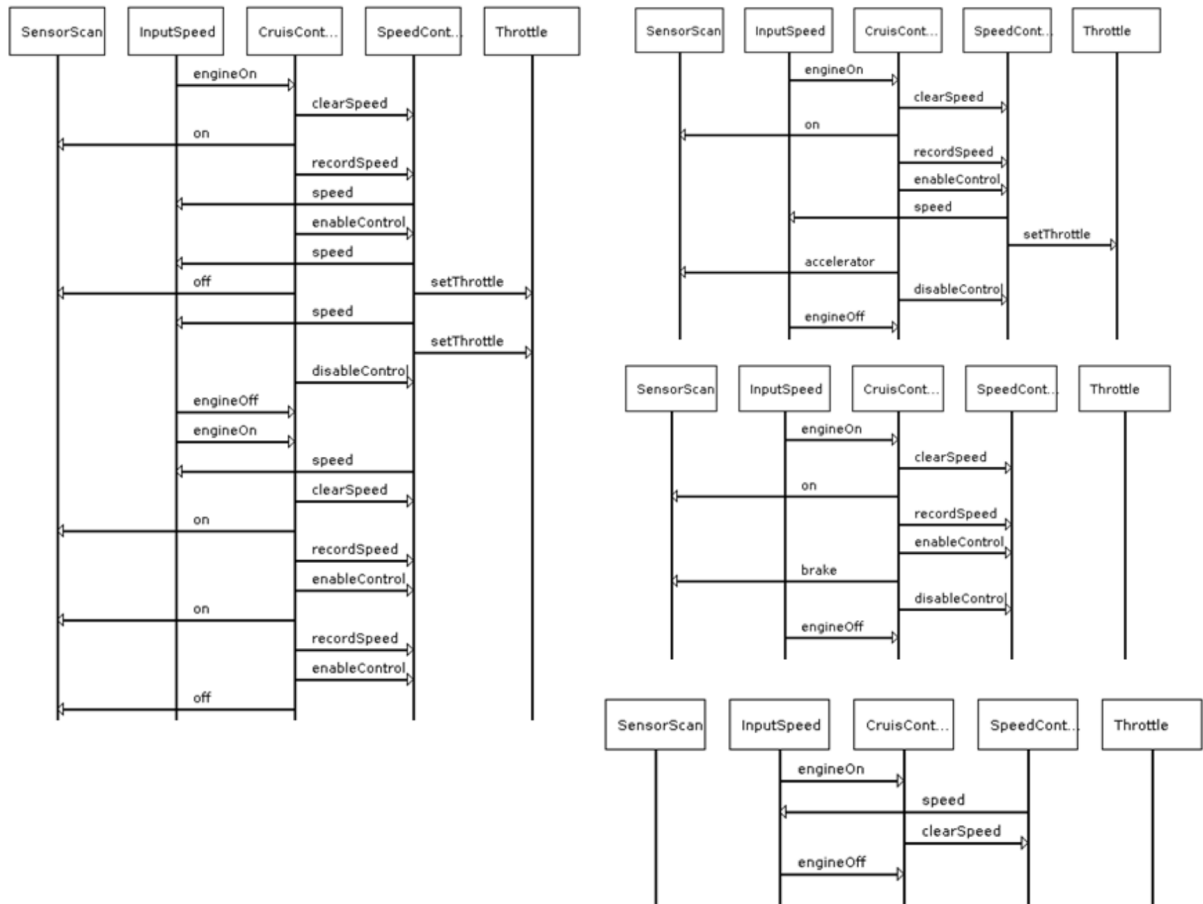 SensorScan InputSpeed CruisCont... SpeedCont... Throttle
engineOn
clearSpeed
on
recordSpeed
speed
enableControl
speed
off setThrottle
speed
setThrottle
disableControl
engineOff
engineOn
speed
clearSpeed
on
recordSpeed
enableControl
on
recordSpeed
enableControl
off
SensorScan InputSpeed CruisCont... SpeedCont... Throttle
engineOn
clearSpeed
on
recordSpeed
enableControl
speed
setThrottle
accelerator
disableControl
engineOff
SensorScan InputSpeed CruisCont... SpeedCont... Throttle
engineOn
clearSpeed
on
recordSpeed
enableControl
brake
disableControl
engineOff
SensorScan InputSpeed CruisCont... SpeedCont... Throttle
engineOn
speed
clearSpeed
engineOff